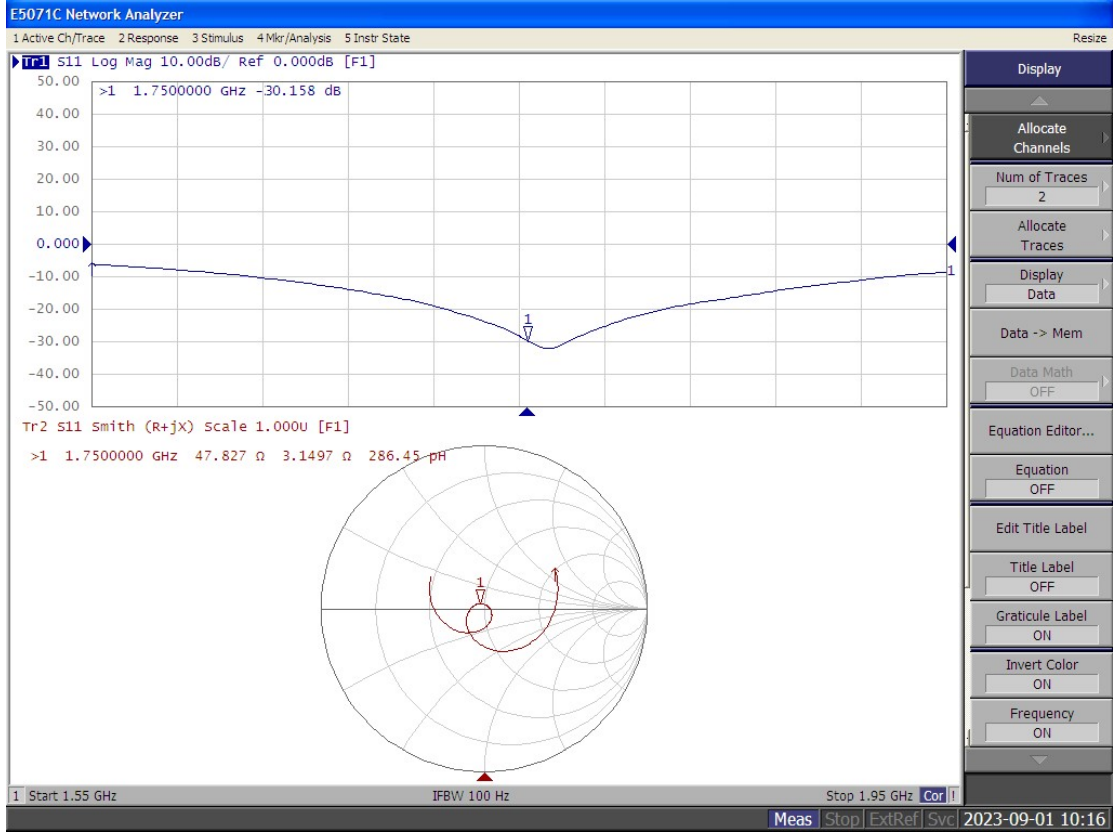 E5071C Network Analyzer
1 Active Ch/Trace 2 Response 3 Stimulus 4 Mkr/Analysis 5 Instr State Resize
Tr1 S11 Log Mag 10.00dB/ Ref 0.000dB [F1]
50.00
>1 1.7500000 GHz -30.158 dB
40.00
30.00
20.00
10.00
0.000
-10.00
1
-20.00
1
-30.00
-40.00
-50.00
Tr2 S11 Smith (R+jX) Scale 1.000U [F1]
>1 1.7500000 GHz 47.827 Ω 3.1497 Ω 286.45 pH
1
1 Start 1.55 GHz IFBW 100 Hz Stop 1.95 GHz Cor !
Display
Allocate
Channels
Num of Traces
2
Allocate
Traces
Display
Data
Data -> Mem
Data Math
OFF
Equation Editor...
Equation
OFF
Edit Title Label
Title Label
OFF
Graticule Label
ON
Invert Color
ON
Frequency
ON
Meas Stop ExtRef Svc 2023-09-01 10:16